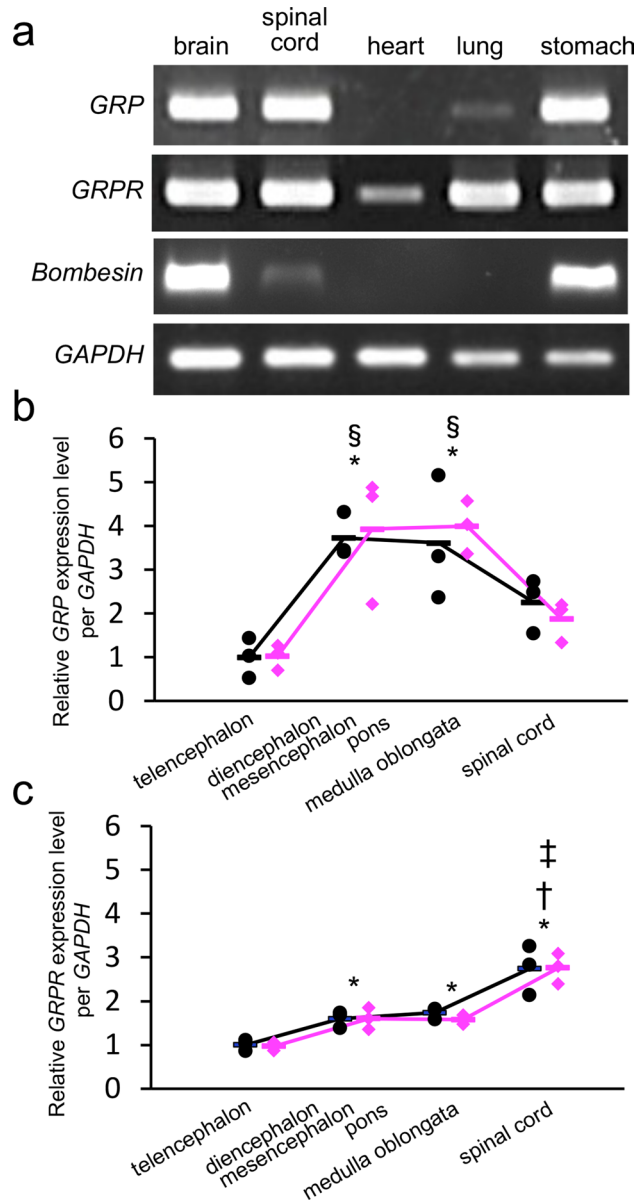 a
brain
spinal
cord
heart
lung
stomach
GRP
GRPR
Bombesin
GAPDH
b
Relative GRP expression level
per GAPDH
6
5
4
3
2
1
0
§
*
§
*
telencephalon
diencephalon
mesencephalon
pons
medulla oblongata
spinal cord
c
Relative GRPR expression level
per GAPDH
6
5
4
3
2
1
0
*
*
‡
†
*
telencephalon
diencephalon
mesencephalon
pons
medulla oblongata
spinal cord